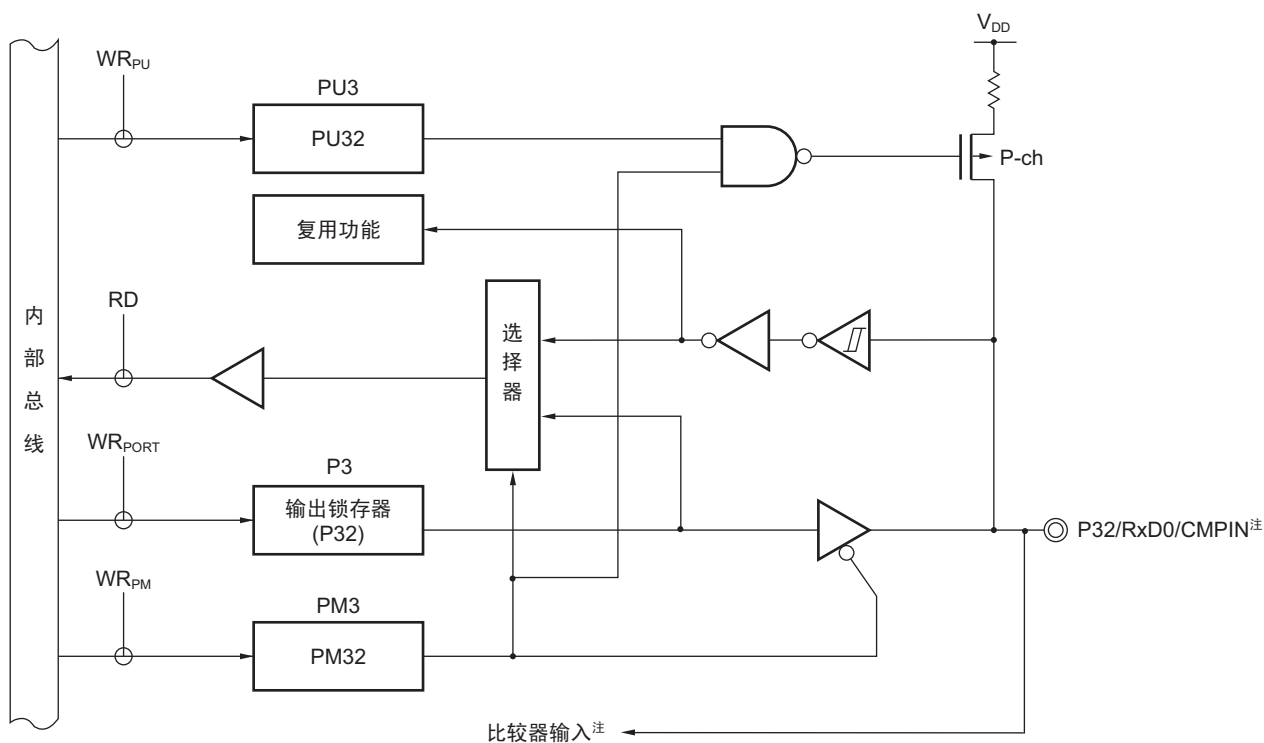 V_DD
WR_PU
PU3
PU32
P-ch
复用功能
RD
选择器
内部总线
WR_PORT
P3
输出锁存器
(P32)
P32/RxD0/CMPIN注
WR_PM
PM3
PM32
比较器输入注